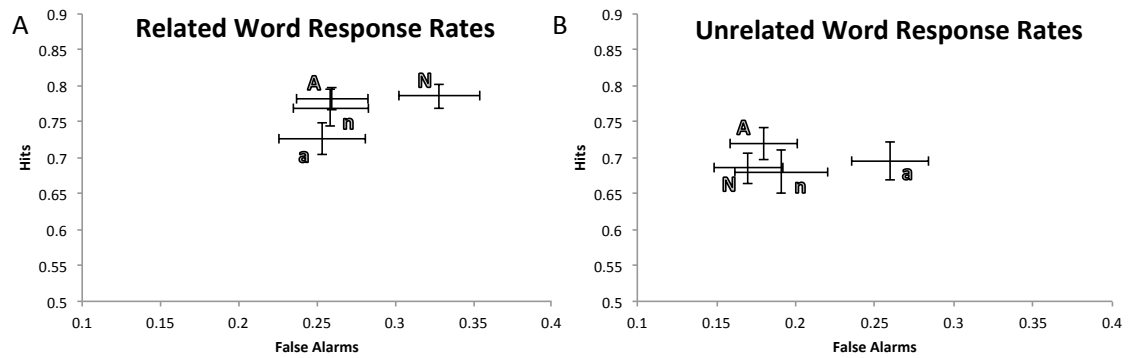 A
Related Word Response Rates
0.9
0.85
0.8
0.75
0.7
0.65
0.6
0.55
0.5
Hits
A
N
n
a
0.1 0.15 0.2 0.25 0.3 0.35 0.4
False Alarms
B
Unrelated Word Response Rates
0.9
0.85
0.8
0.75
0.7
0.65
0.6
0.55
0.5
Hits
A
N
n
a
0.1 0.15 0.2 0.25 0.3 0.35 0.4
False Alarms